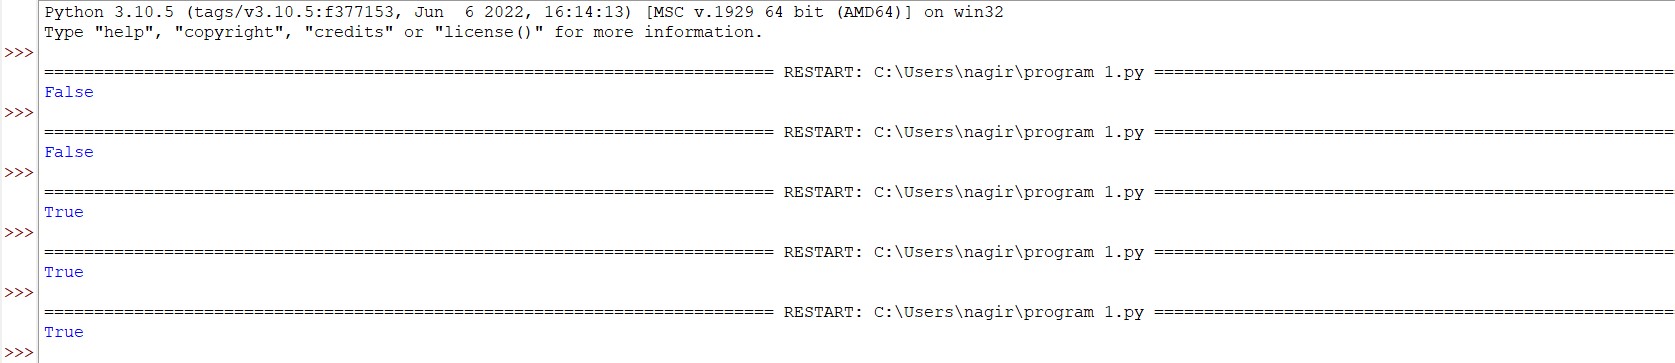 Python 3.10.5 (tags/v3.10.5:f377153, Jun  6 2022, 16:14:13) [MSC v.1929 64 bit (AMD64)] on win32
Type "help", "copyright", "credits" or "license()" for more information.
>>>
========================================================================= RESTART: C:\Users\nagir\program 1.py ====================================================
False
>>>
========================================================================= RESTART: C:\Users\nagir\program 1.py ====================================================
False
>>>
========================================================================= RESTART: C:\Users\nagir\program 1.py ====================================================
True
>>>
========================================================================= RESTART: C:\Users\nagir\program 1.py ====================================================
True
>>>
========================================================================= RESTART: C:\Users\nagir\program 1.py ====================================================
True
>>>